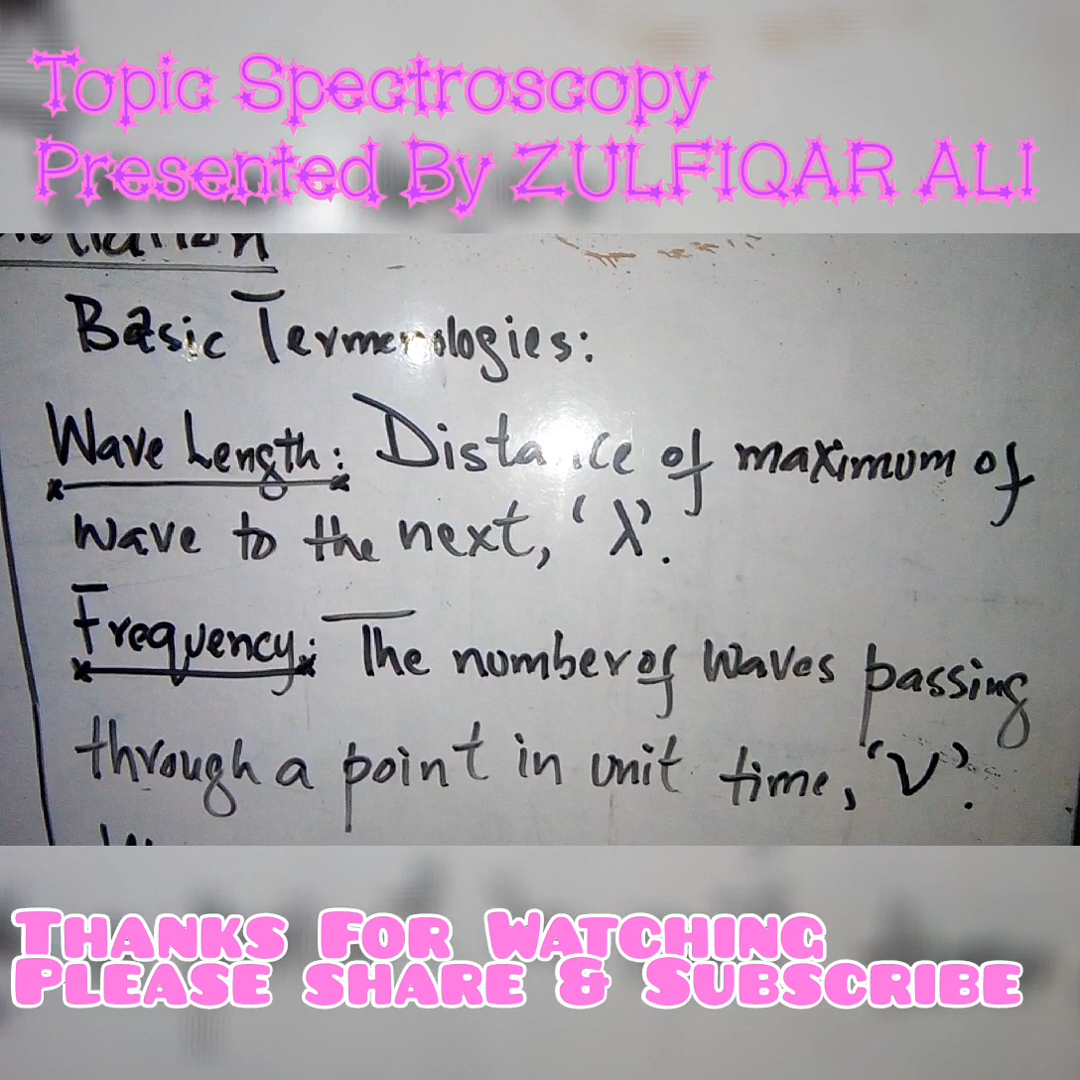 Topic Spectroscopy
Presented By ZULFIQAR ALI
Basic Termenologies:
Wave Length: Distance of maximum of
wave to the next, 'λ'.
Frequency: The number of waves passing
through a point in unit time, 'ν'.
THANKS FOR WATCHING
PLEASE SHARE & SUBSCRIBE